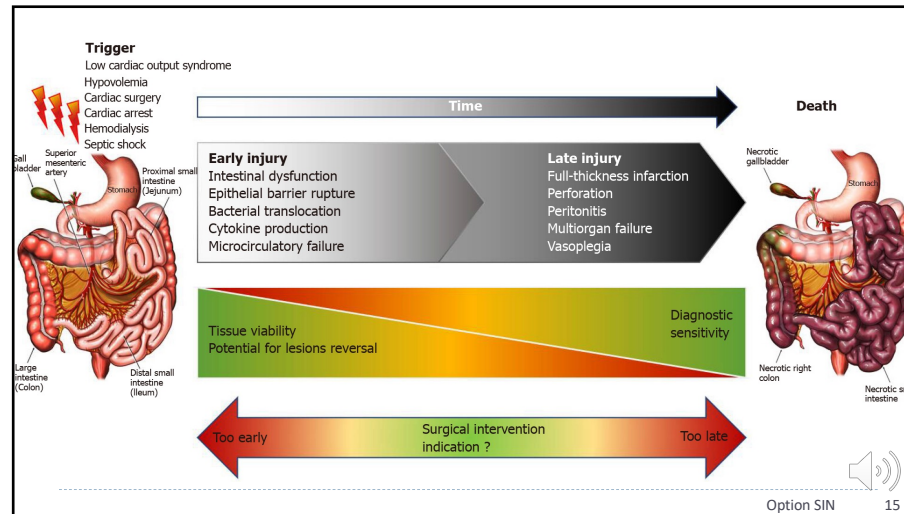 Trigger
Low cardiac output syndrome
Hypovolemia
Cardiac surgery
Cardiac arrest
Hemodialysis
Septic shock
Time
Death
Gall
bladder
Superior
mesenteric
artery
Stomach
Proximal small
intestine
(Jejunum)
Large
intestine
(Colon)
Distal small
intestine
(Ileum)
Early injury
Intestinal dysfunction
Epithelial barrier rupture
Bacterial translocation
Cytokine production
Microcirculatory failure
Late injury
Full-thickness infarction
Perforation
Peritonitis
Multiorgan failure
Vasoplegia
Necrotic
gallbladder
Stomach
Necrotic right
colon
Necrotic s
intestine
Tissue viability
Potential for lesions reversal
Diagnostic
sensitivity
Too early
Surgical intervention
indication ?
Too late
Option SIN
15